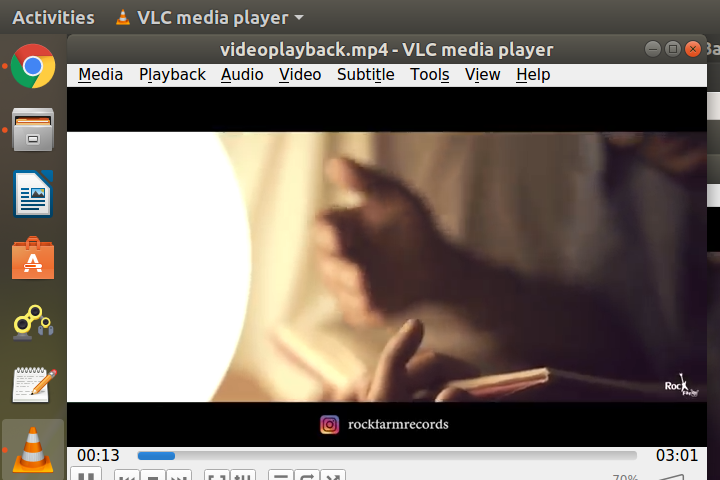 Activities VLC media player
videoplayback.mp4 - VLC media player
Media Playback Audio Video Subtitle Tools View Help
Rock
rockfarmrecords
00:13 03:01
70%